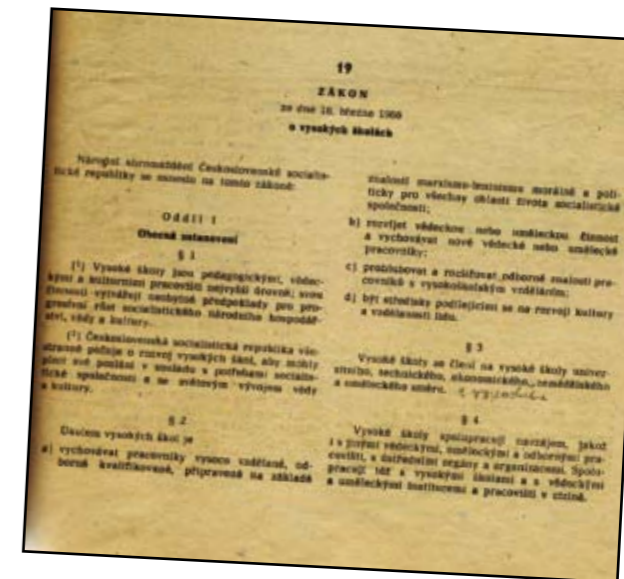 19
ZÁKON
ze dne 16. března 1966
o vysokých školách
Národní shromáždění Československé socialis-
tické republiky se usneslo na tomto zákoně:
Oddíl I
Obecná ustanovení
§ 1
(1) Vysoké školy jsou pedagogickými, vědec-
kými a kulturními pracovišti nejvyšší úrovně; svou
činností vytvářejí nezbytné předpoklady pro pro-
gresivní růst socialistického národního hospodář-
ství, vědy a kultury.
(2) Československá socialistická republika vše-
stranně pečuje o rozvoj vysokých škol, aby mohly
plnit své poslání v souladu s potřebami socialis-
tické společnosti a se světovým vývojem vědy
a kultury.
§ 2
Úkolem vysokých škol je
a) vychovávat pracovníky vysoce vzdělané, od-
borně kvalifikované, připravené na základě
znalostí marxismu-leninismu morálně a poli-
ticky pro všechny oblasti života socialistické
společnosti;
b) rozvíjet vědeckou nebo uměleckou činnost
a vychovávat nové vědecké nebo umělecké
pracovníky;
c) prohlubovat a rozšiřovat odborné znalosti pra-
covníků s vysokoškolským vzděláním;
d) být středisky podílejícími se na rozvoji kultury
a vzdělanosti lidu.
§ 3
Vysoké školy se člení na vysoké školy univer-
sitního, technického, ekonomického, zemědělského
a uměleckého směru.
§ 4
Vysoké školy spolupracují navzájem, jakož
i s jinými vědeckými, uměleckými a odbornými pra-
covišti, s ústředními orgány a organizacemi. Spolu-
pracují též s vysokými školami a s vědeckými
a uměleckými institucemi a pracovišti v cizině.